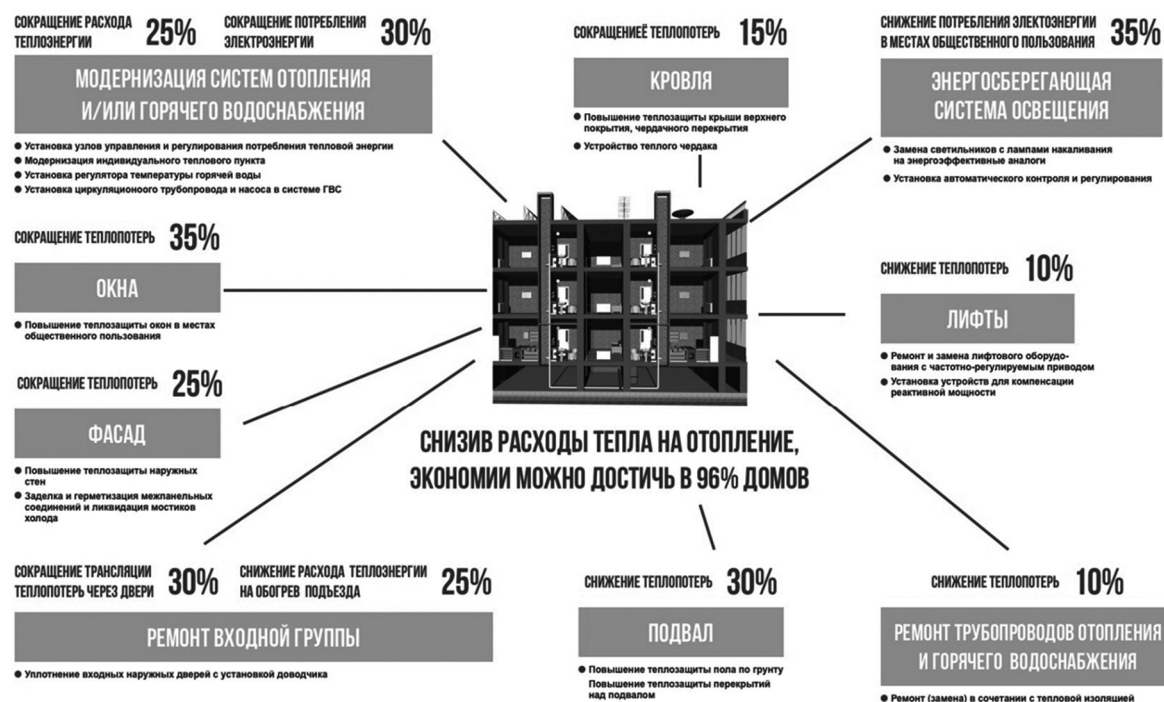 СОКРАЩЕНИЕ РАСХОДА
ТЕПЛОЭНЕРГИИ
25%
СОКРАЩЕНИЕ ПОТРЕБЛЕНИЯ
ЭЛЕКТРОЭНЕРГИИ
30%
МОДЕРНИЗАЦИЯ СИСТЕМ ОТОПЛЕНИЯ
И/ИЛИ ГОРЯЧЕГО ВОДОСНАБЖЕНИЯ
● Установка узлов управления и регулирования потребления тепловой энергии
● Модернизация индивидуального теплового пункта
● Установка регулятора температуры горячей воды
● Установка циркуляционоого трубопровода и насоса в системе ГВС
СОКРАЩЕНИЕЁ ТЕПЛОПОТЕРЬ 15%
КРОВЛЯ
● Повышение теплозащиты крыши верхнего
покрытия, чердачного перекрытия
● Устройство теплого чердака
СНИЖЕНИЕ ПОТРЕБЛЕНИЯ ЭЛЕКТОЭНЕРГИИ
В МЕСТАХ ОБЩЕСТВЕННОГО ПОЛЬЗОВАНИЯ
35%
ЭНЕРГОСБЕРЕГАЮЩАЯ
СИСТЕМА ОСВЕЩЕНИЯ
● Замена светильников с лампами накаливания
на энергоэффективные аналоги
● Установка автоматического контроля и регулирования
СОКРАЩЕНИЕ ТЕПЛОПОТЕРЬ 35%
ОКНА
● Повышение теплозащиты окон в местах
общественного пользования
СНИЖЕНИЕ ТЕПЛОПОТЕРЬ 10%
ЛИФТЫ
● Ремонт и замена лифтового оборудо-
вания с частотно-регулируемым приводом
● Установка устройств для компенсации
реактивной мощности
СОКРАЩЕНИЕ ТЕПЛОПОТЕРЬ 25%
ФАСАД
● Повышение теплозащиты наружных
стен
● Заделка и герметизация межпанельных
соединений и ликвидация мостиков
холода
СНИЗИВ РАСХОДЫ ТЕПЛА НА ОТОПЛЕНИЕ,
ЭКОНОМИИ МОЖНО ДОСТИЧЬ В 96% ДОМОВ
СОКРАЩЕНИЕ ТРАНСЛЯЦИИ
ТЕПЛОПОТЕРЬ ЧЕРЕЗ ДВЕРИ
30%
СНИЖЕНИЕ РАСХОДА ТЕПЛОЭНЕРГИИ
НА ОБОГРЕВ ПОДЪЕЗДА
25%
РЕМОНТ ВХОДНОЙ ГРУППЫ
● Уплотнение входных наружных дверей с установкой доводчика
СНИЖЕНИЕ ТЕПЛОПОТЕРЬ 30%
ПОДВАЛ
● Повышение теплозащиты пола по грунту
Повышение теплозащиты перекрытий
над подвалом
СНИЖЕНИЕ ТЕПЛОПОТЕРЬ 10%
РЕМОНТ ТРУБОПРОВОДОВ ОТОПЛЕНИЯ
И ГОРЯЧЕГО ВОДОСНАБЖЕНИЯ
● Ремонт (замена) в сочетании с тепловой изоляцией